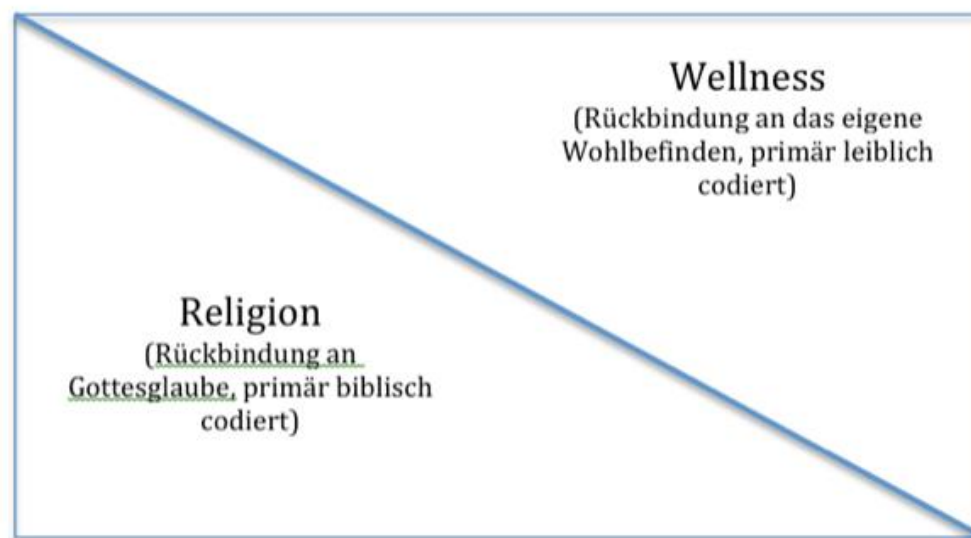 Wellness
(Rückbindung an das eigene
Wohlbefinden, primär leiblich
codiert)
Religion
(Rückbindung an
Gottesglaube, primär biblisch
codiert)